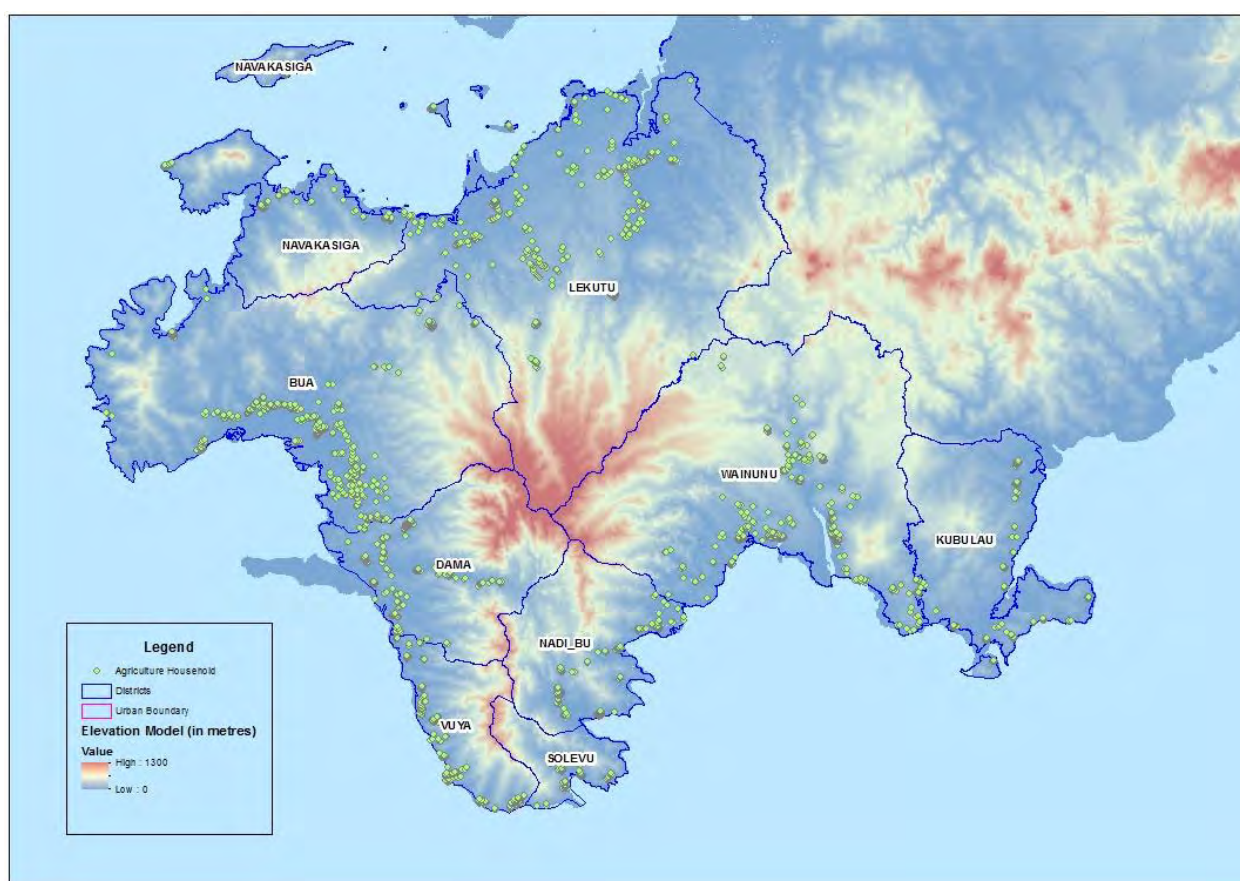 NAVAKASIGA
NAVAKASIGA
LEKUTU
BUA
WAINUNU
KUBULAU
DAMA
NADI_BU
VUYA
SOLEVU
Legend
Agriculture Household
Districts
Urban Boundary
Elevation Model (in metres)
Value
High : 1300
Low : 0